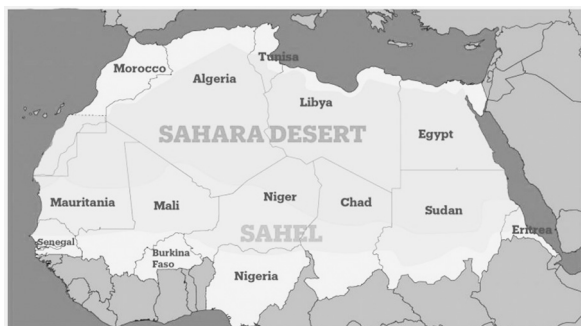 Morocco
Tunisa
Algeria
Libya
Egypt
SAHARA DESERT
Mauritania
Mali
Niger
Chad
Sudan
SAHEL
Senegal
Burkina
Faso
Eritrea
Nigeria